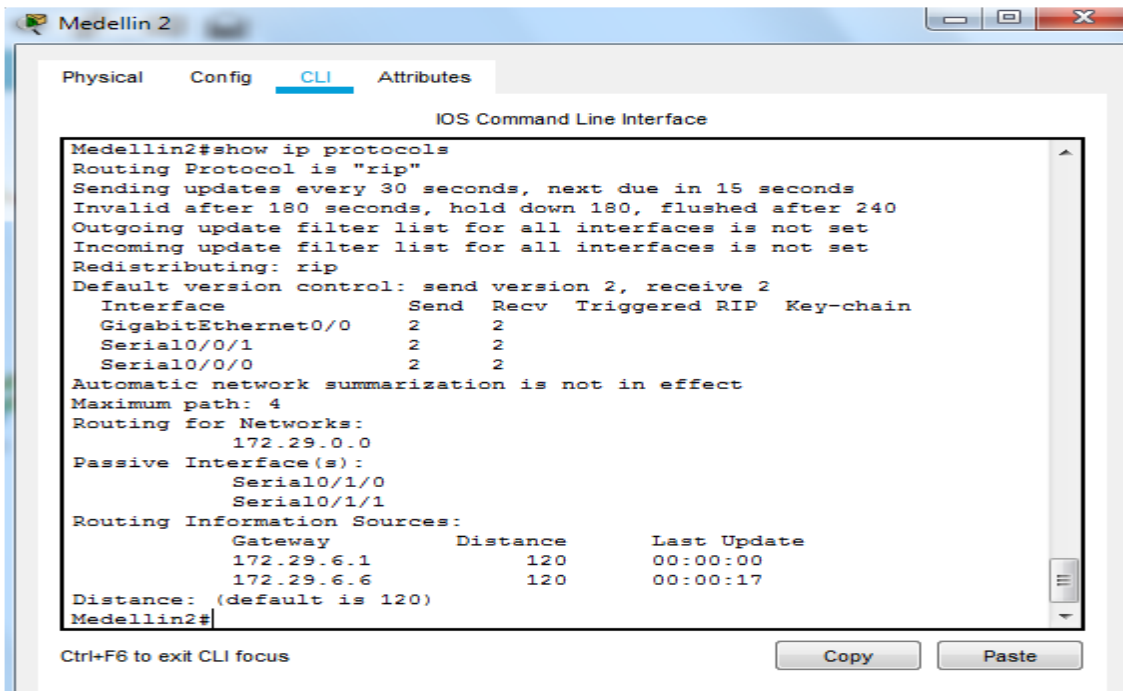 Medellin 2
Physical Config CLI Attributes
IOS Command Line Interface
Medellin2#show ip protocols
Routing Protocol is "rip"
Sending updates every 30 seconds, next due in 15 seconds
Invalid after 180 seconds, hold down 180, flushed after 240
Outgoing update filter list for all interfaces is not set
Incoming update filter list for all interfaces is not set
Redistributing: rip
Default version control: send version 2, receive 2
Interface Send Recv Triggered RIP Key-chain
GigabitEthernet0/0 2 2
Serial0/0/1 2 2
Serial0/0/0 2 2
Automatic network summarization is not in effect
Maximum path: 4
Routing for Networks:
172.29.0.0
Passive Interface(s):
Serial0/1/0
Serial0/1/1
Routing Information Sources:
Gateway Distance Last Update
172.29.6.1 120 00:00:00
172.29.6.6 120 00:00:17
Distance: (default is 120)
Medellin2#
Ctrl+F6 to exit CLI focus Copy Paste